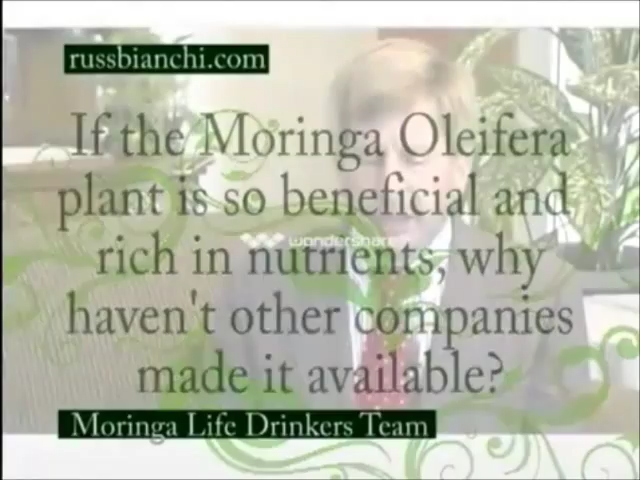 russbianchi.com
If the Moringa Oleifera
plant is so beneficial and
wondershare
rich in nutrients, why
haven't other companies
made it available?
Moringa Life Drinkers Team